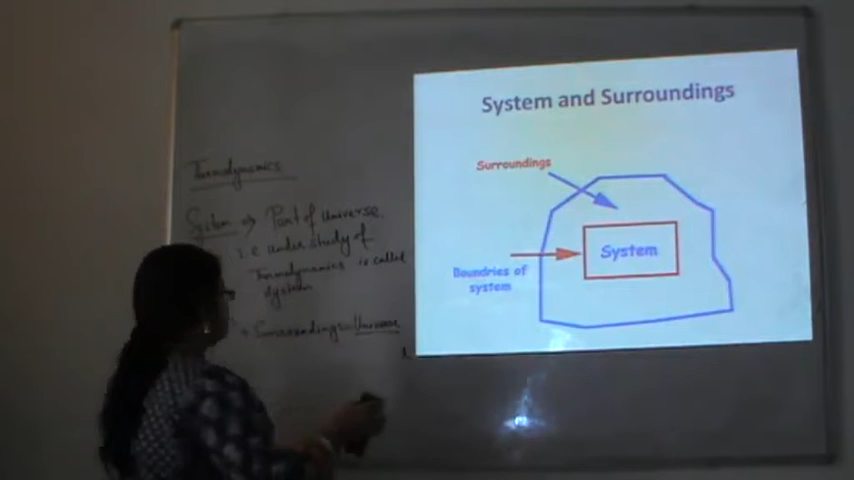 Thermodynamics
System => Part of Universe.
i.e under study of
Thermodynamics is called
System
+ Surroundings = Universe
System and Surroundings
Surroundings
System
Boundries of
system